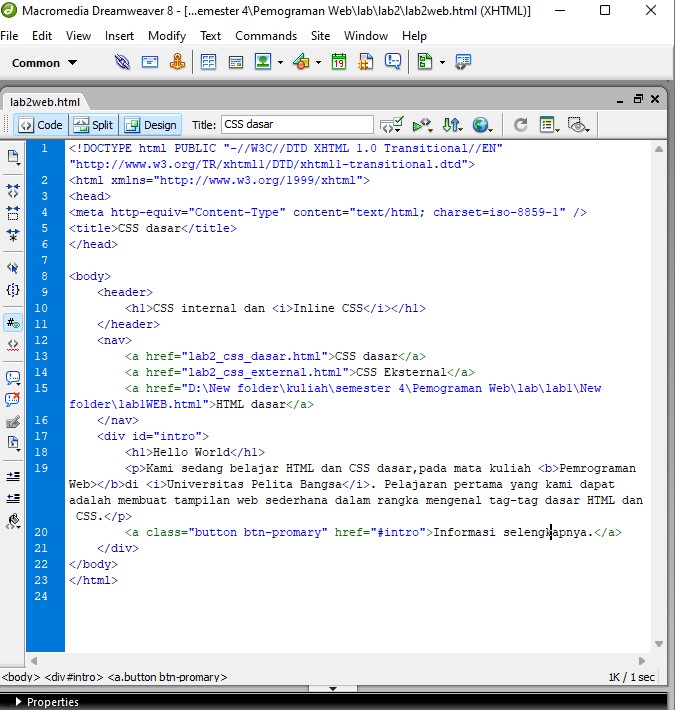 Macromedia Dreamweaver 8 - [...emester 4\Pemograman Web\lab\lab2\lab2web.html (XHTML)]
File Edit View Insert Modify Text Commands Site Window Help
Common
19
lab2web.html
Code Split Design Title: CSS dasar
1 <!DOCTYPE html PUBLIC "-//W3C//DTD XHTML 1.0 Transitional//EN"
"http://www.w3.org/TR/xhtml1/DTD/xhtml1-transitional.dtd">
2 <html xmlns="http://www.w3.org/1999/xhtml">
3 <head>
4 <meta http-equiv="Content-Type" content="text/html; charset=iso-8859-1" />
5 <title>CSS dasar</title>
6 </head>
7
8 <body>
9 <header>
10 <h1>CSS internal dan <i>Inline CSS</i></h1>
11 </header>
12 <nav>
13 <a href="lab2_css_dasar.html">CSS dasar</a>
14 <a href="lab2_css_external.html">CSS Eksternal</a>
15 <a href="D:\New folder\kuliah\semester 4\Pemograman Web\lab\lab1\New
folder\lab1WEB.html">HTML dasar</a>
16 </nav>
17 <div id="intro">
18 <h1>Hello World</h1>
19 <p>Kami sedang belajar HTML dan CSS dasar,pada mata kuliah <b>Pemrograman
Web></b>di <i>Universitas Pelita Bangsa</i>. Pelajaran pertama yang kami dapat
adalah membuat tampilan web sederhana dalam rangka mengenal tag-tag dasar HTML dan
CSS.</p>
20 <a class="button btn-promary" href="#intro">Informasi selengkapnya.</a>
21 </div>
22 </body>
23 </html>
24
<body> <div#intro> <a.button btn-promary> 1K / 1 sec
Properties